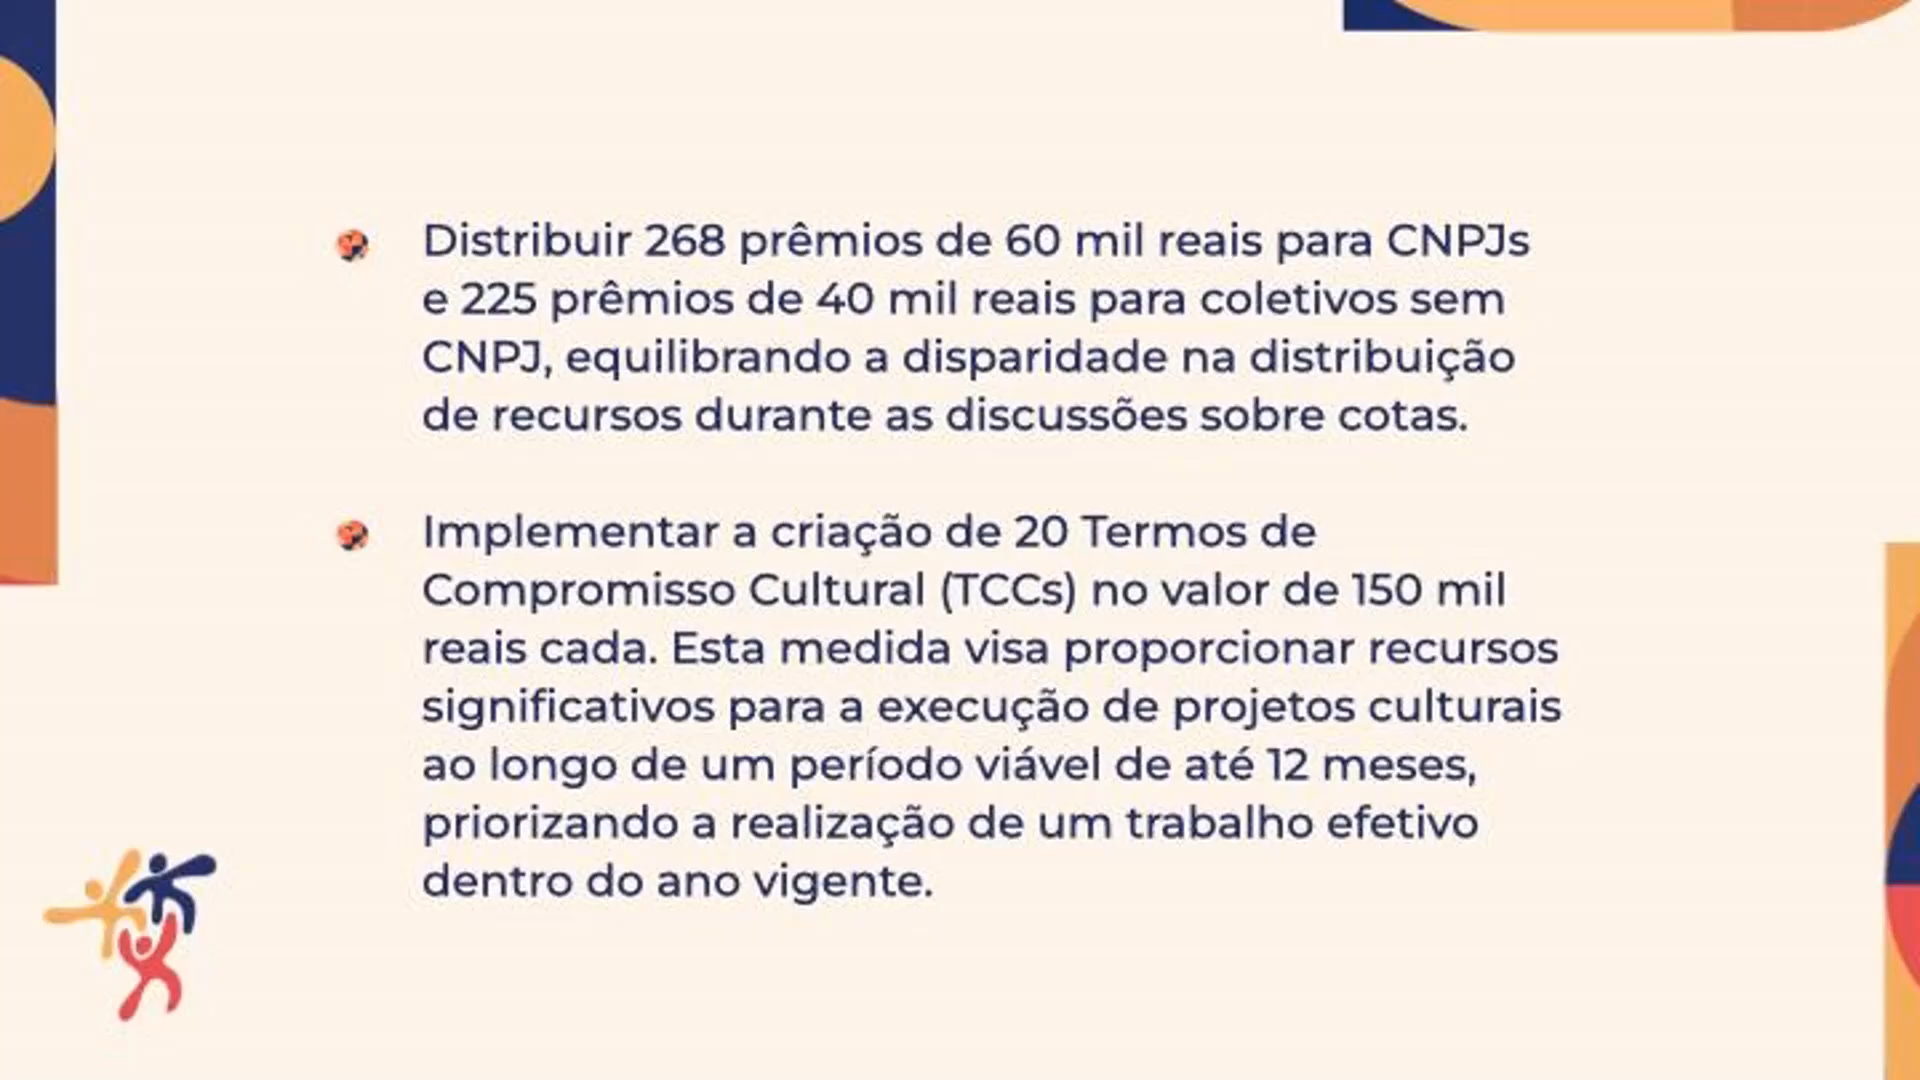 Distribuir 268 prêmios de 60 mil reais para CNPJs
e 225 prêmios de 40 mil reais para coletivos sem
CNPJ, equilibrando a disparidade na distribuição
de recursos durante as discussões sobre cotas.
Implementar a criação de 20 Termos de
Compromisso Cultural (TCCs) no valor de 150 mil
reais cada. Esta medida visa proporcionar recursos
significativos para a execução de projetos culturais
ao longo de um período viável de até 12 meses,
priorizando a realização de um trabalho efetivo
dentro do ano vigente.